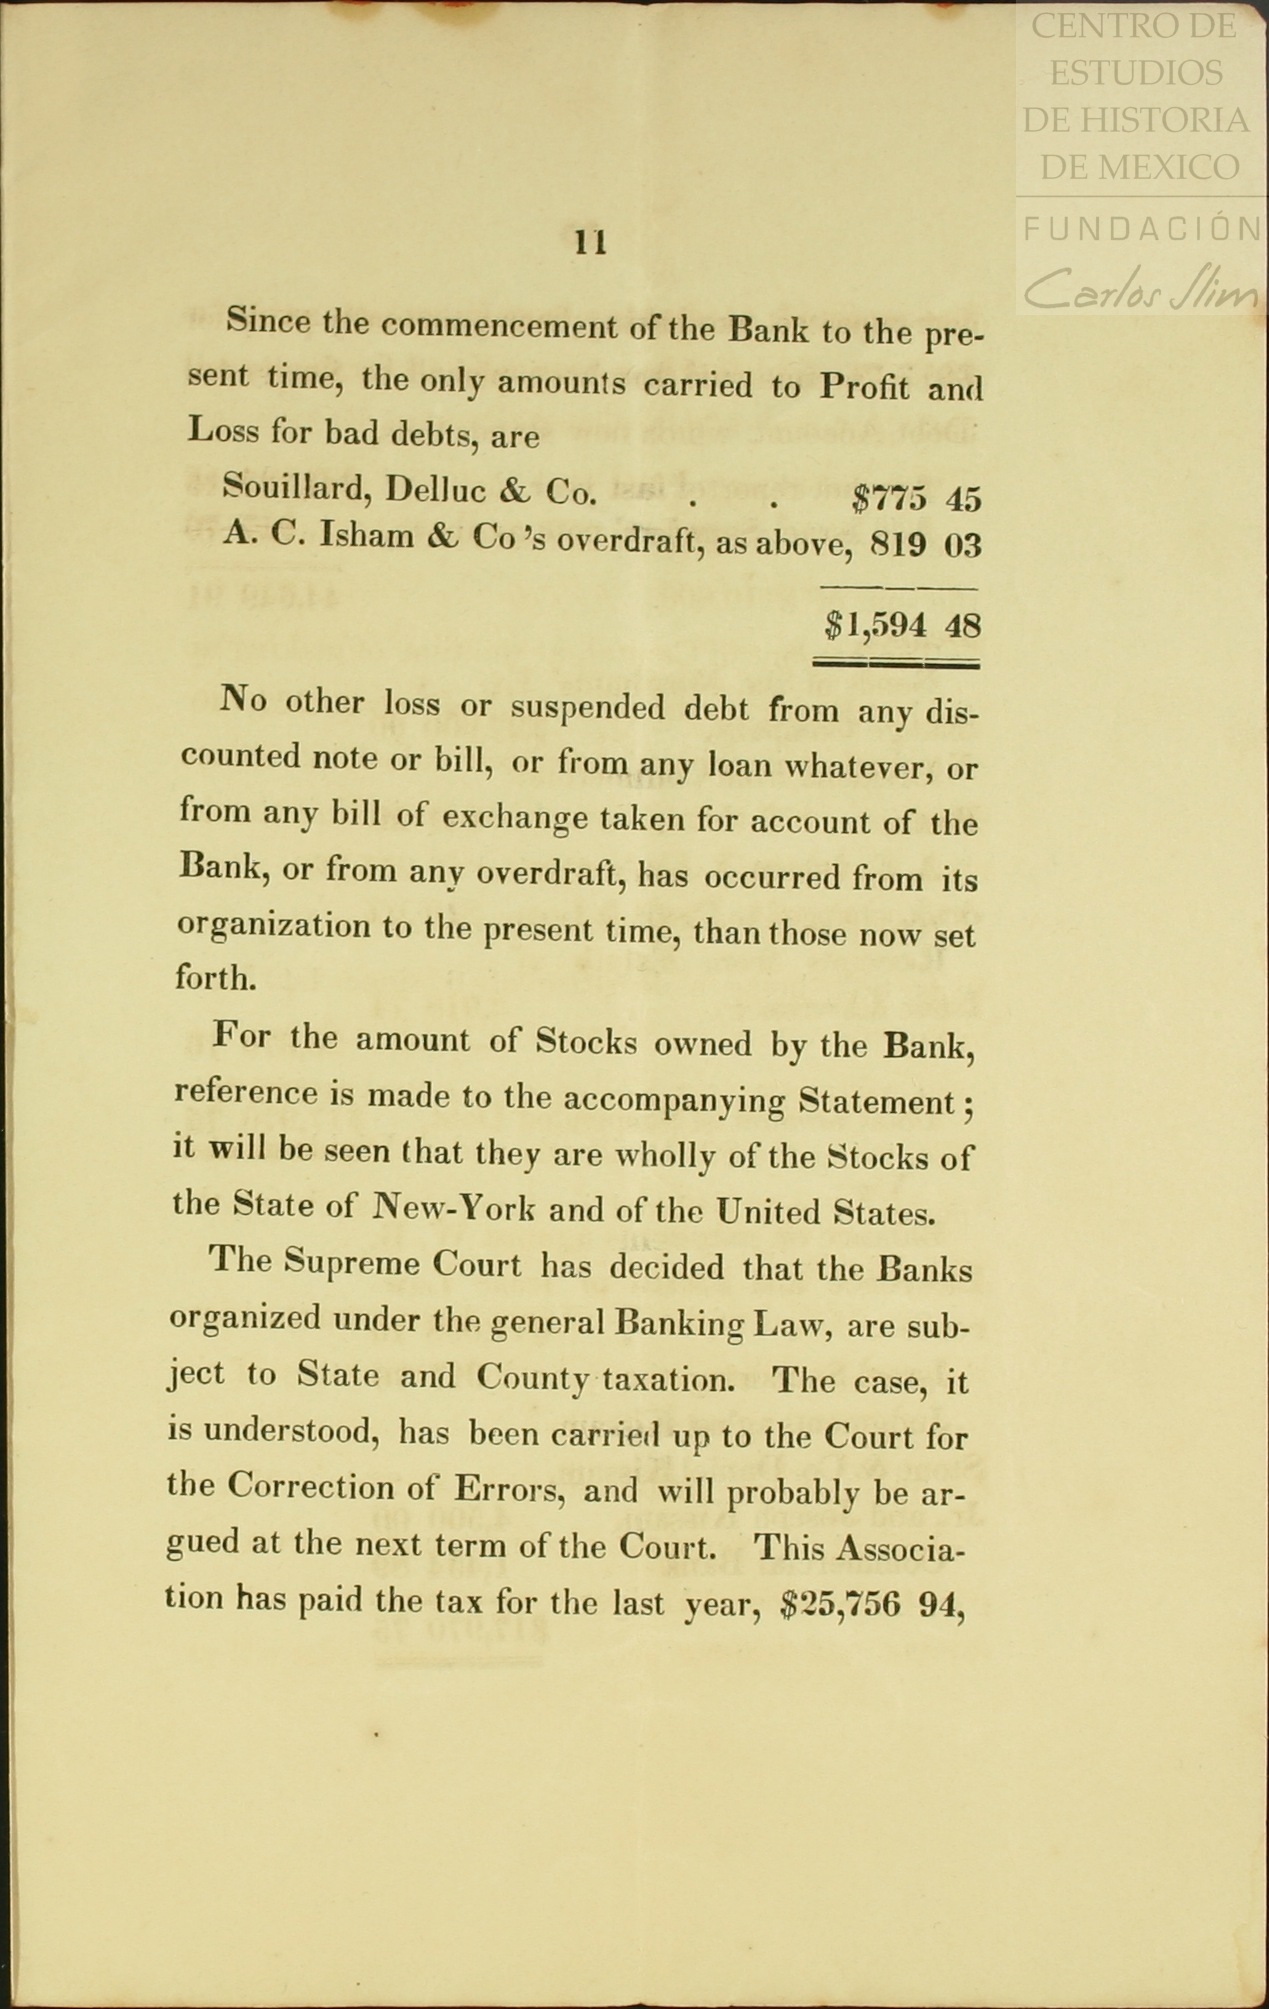 CENTRO DE
ESTUDIOS
DE HISTORIA
DE MEXICO
FUNDACIÓN
Carlos Slim
11
Since the commencement of the Bank to the pre-
sent time, the only amounts carried to Profit and
Loss for bad debts, are
Souillard, Delluc & Co. . . $775 45
A. C. Isham & Co 's overdraft, as above, 819 03
$1,594 48
No other loss or suspended debt from any dis-
counted note or bill, or from any loan whatever, or
from any bill of exchange taken for account of the
Bank, or from any overdraft, has occurred from its
organization to the present time, than those now set
forth.
For the amount of Stocks owned by the Bank,
reference is made to the accompanying Statement ;
it will be seen that they are wholly of the Stocks of
the State of New-York and of the United States.
The Supreme Court has decided that the Banks
organized under the general Banking Law, are sub-
ject to State and County taxation. The case, it
is understood, has been carried up to the Court for
the Correction of Errors, and will probably be ar-
gued at the next term of the Court. This Associa-
tion has paid the tax for the last year, $25,756 94,